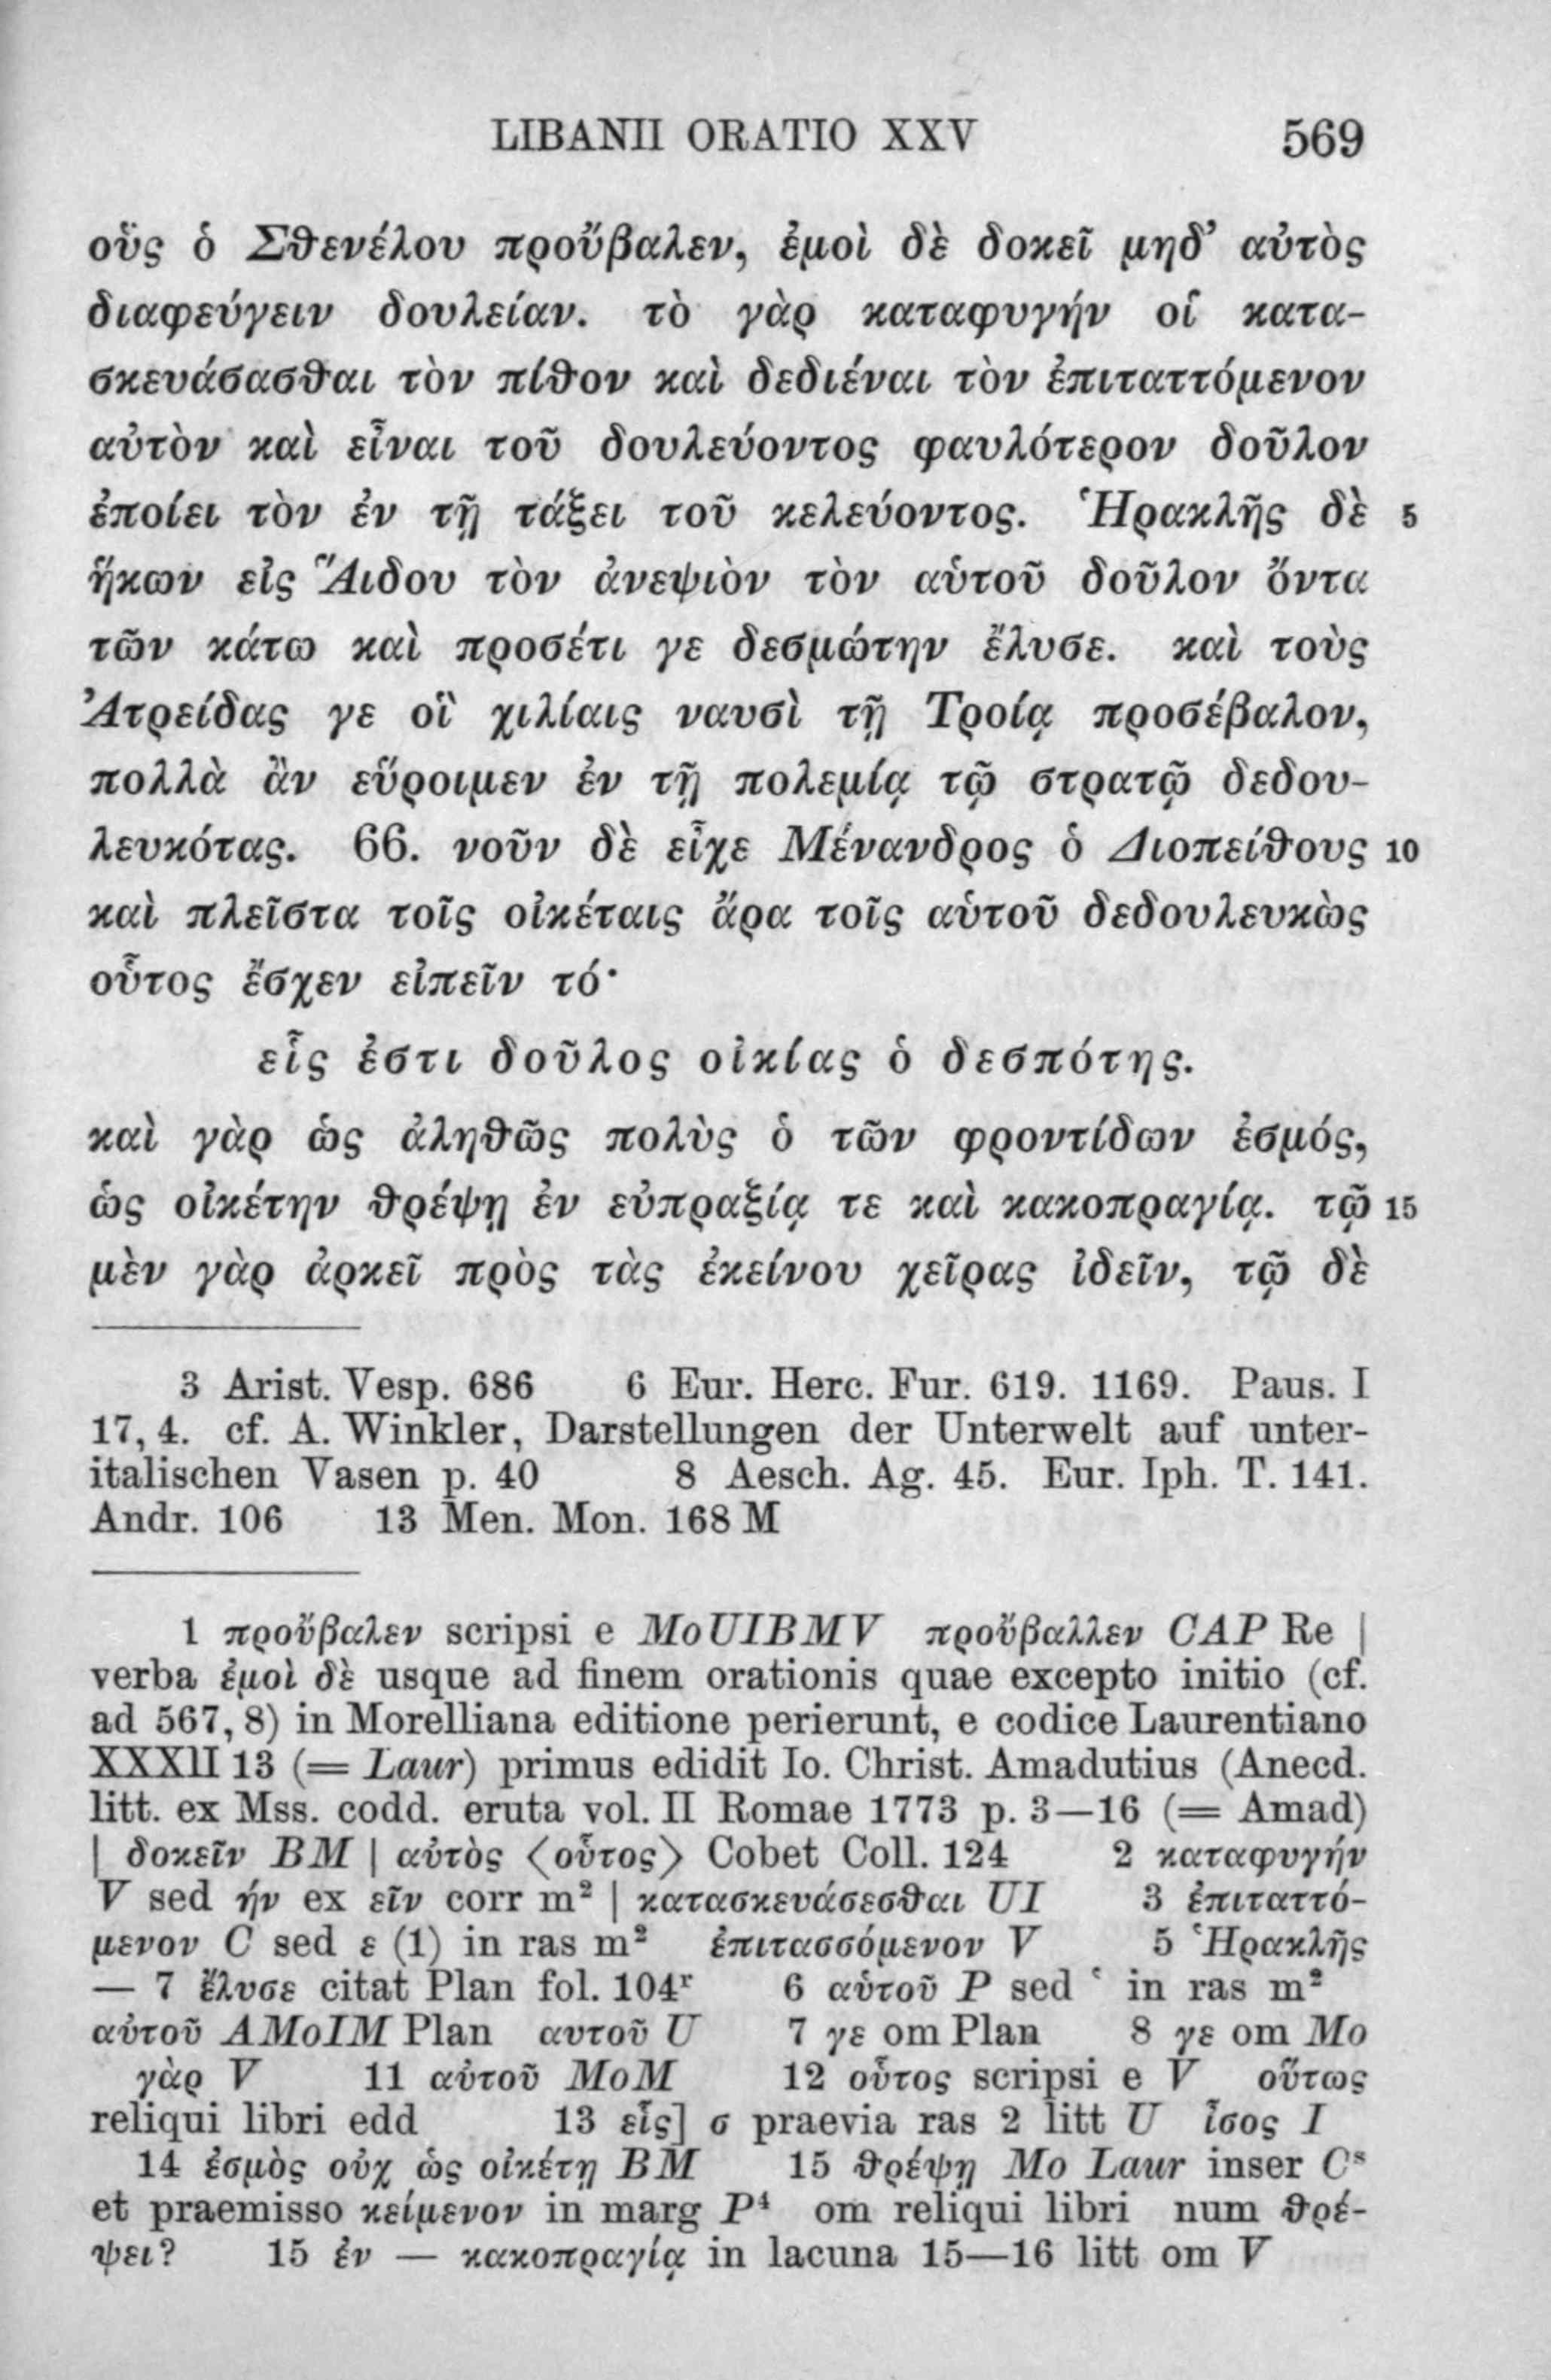 LIBANII ORATIO XXV 569
οὓς ὁ Σθενέλου προὔβαλεν, ἐμοὶ δὲ δοκεῖ μηδ’ αὐτὸς
διαφεύγειν δουλείαν. τὸ γὰρ καταφυγήν οἱ κατα-
σκευάσασθαι τὸν πίθον καὶ δεδιέναι τὸν ἐπιταττόμενον
αὐτὸν καὶ εἶναι τοῦ δουλεύοντος φαυλότερον δοῦλον
ἐποίει τὸν ἐν τῇ τάξει τοῦ κελεύοντος. Ἡρακλῆς δὲ 5
ἥκων εἰς Ἅιδου τὸν ἀνεψιὸν τὸν αὑτοῦ δοῦλον ὄντα
τῶν κάτω καὶ προσέτι γε δεσμώτην ἔλυσε. καὶ τοὺς
Ἀτρείδας γε οἳ χιλίαις ναυσὶ τῇ Τροίᾳ προσέβαλον,
πολλὰ ἂν εὕροιμεν ἐν τῇ πολεμίᾳ τῷ στρατῷ δεδου-
λευκότας. 66. νοῦν δὲ εἶχε Μένανδρος ὁ Διοπείθους 10
καὶ πλεῖστα τοῖς οἰκέταις ἄρα τοῖς αὑτοῦ δεδουλευκὼς
οὗτος ἔσχεν εἰπεῖν τό·
εἷς ἐστι δοῦλος οἰκίας ὁ δεσπότης.
καὶ γὰρ ὡς ἀληθῶς πολὺς ὁ τῶν φροντίδων ἑσμός,
ὡς οἰκέτην θρέψῃ ἐν εὐπραξίᾳ τε καὶ κακοπραγίᾳ. τῷ 15
μὲν γὰρ ἀρκεῖ πρὸς τὰς ἐκείνου χεῖρας ἰδεῖν, τῷ δὲ
3 Arist. Vesp. 686 6 Eur. Herc. Fur. 619. 1169. Paus. I
17, 4. cf. A. Winkler, Darstellungen der Unterwelt auf unter-
italischen Vasen p. 40 8 Aesch. Ag. 45. Eur. Iph. T. 141.
Andr. 106 13 Men. Mon. 168 M
1 προὔβαλεν scripsi e MoUIBMV προὔβαλλεν CAP Re |
verba ἐμοὶ δὲ usque ad finem orationis quae excepto initio (cf.
ad 567, 8) in Morelliana editione perierunt, e codice Laurentiano
XXXII 13 (= Laur) primus edidit Io. Christ. Amadutius (Anecd.
litt. ex Mss. codd. eruta vol. II Romae 1773 p. 3—16 (= Amad)
| δοκεῖν BM | αὐτὸς ⟨οὗτος⟩ Cobet Coll. 124 2 καταφυγήν
V sed ήν ex εῖν corr m² | κατασκευάσεσθαι UI 3 ἐπιταττό-
μενον C sed ε (1) in ras m² ἐπιτασσόμενον V 5 Ἡρακλῆς
— 7 ἔλυσε citat Plan fol. 104ʳ 6 αὑτοῦ P sed ʽ in ras m²
αὐτοῦ AMoIM Plan αυτοῦ U 7 γε om Plan 8 γε om Mo
γὰρ V 11 αὐτοῦ MoM 12 οὗτος scripsi e V οὕτως
reliqui libri edd 13 εἷς] σ praevia ras 2 litt U ἶσος I
14 ἑσμὸς οὐχ ὡς οἰκέτῃ BM 15 θρέψῃ Mo Laur inser Cˢ
et praemisso κείμενον in marg P⁴ om reliqui libri num θρέ-
ψει? 15 ἐν — κακοπραγίᾳ in lacuna 15—16 litt om V